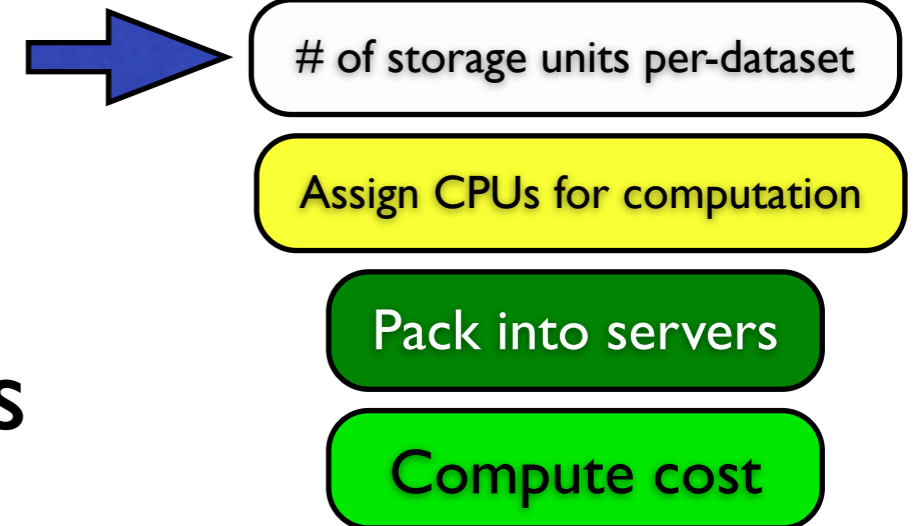 # of storage units per-dataset
Assign CPUs for computation
Pack into servers
s
Compute cost